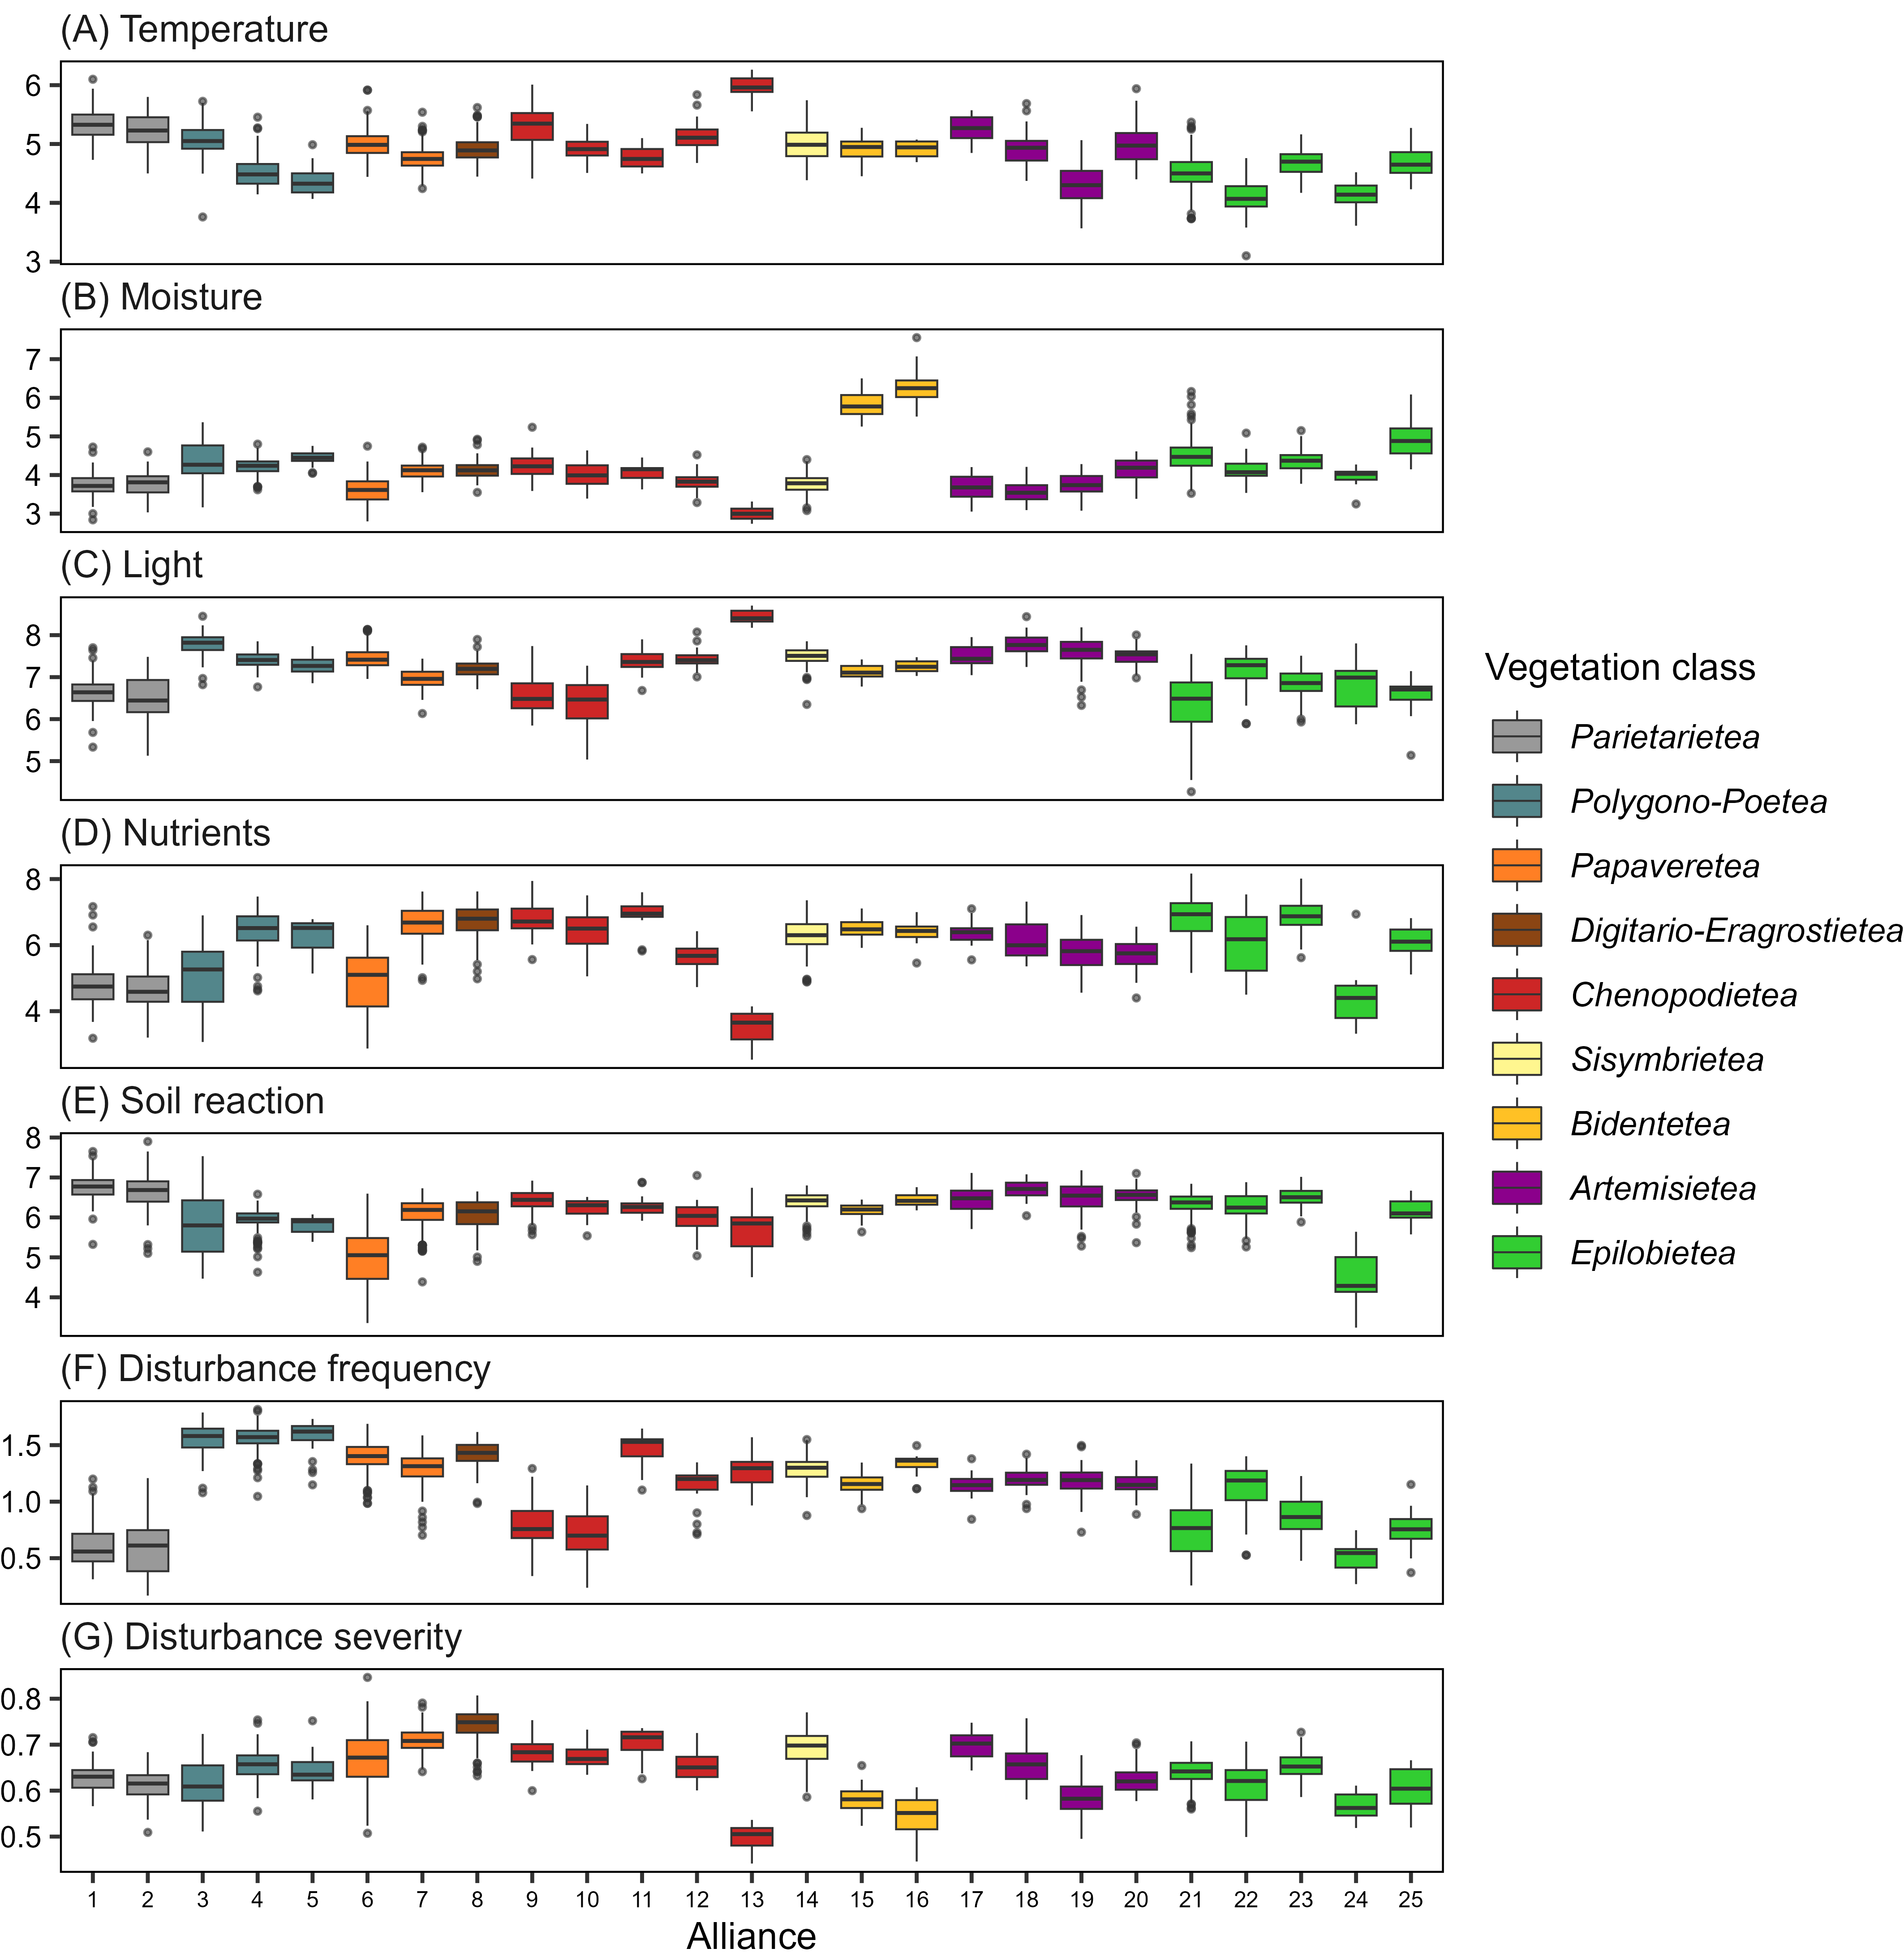 (A) Temperature
6
5
4
3
(B) Moisture
7
6
5
4
3
(C) Light
8
7
6
5
(D) Nutrients
8
6
4
(E) Soil reaction
8
7
6
5
4
(F) Disturbance frequency
1.5
1.0
0.5
(G) Disturbance severity
0.8
0.7
0.6
0.5
1 2 3 4 5 6 7 8 9 10 11 12 13 14 15 16 17 18 19 20 21 22 23 24 25
Alliance
Vegetation class
Parietarietea
Polygono-Poetea
Papaveretea
Digitario-Eragrostietea
Chenopodietea
Sisymbrietea
Bidentetea
Artemisietea
Epilobietea